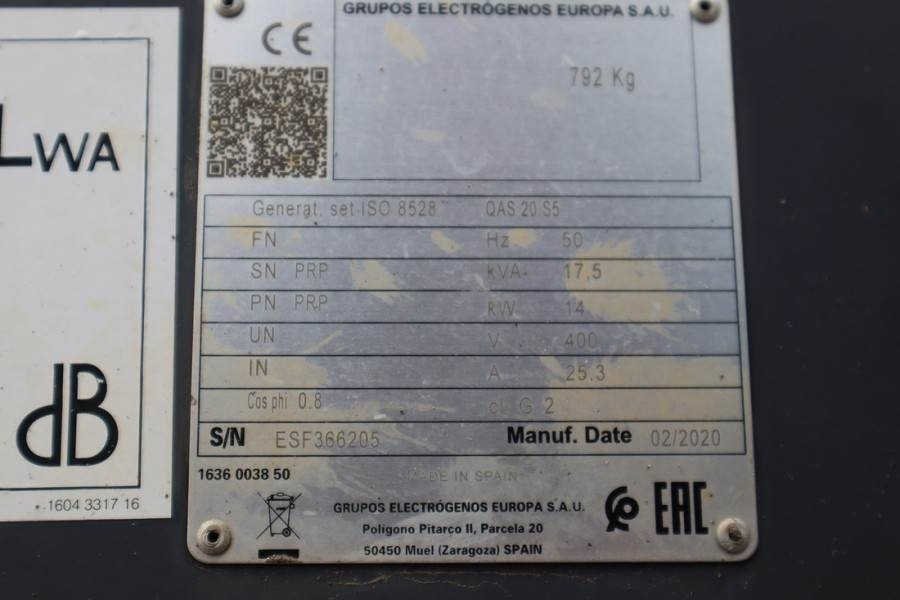 LWA
dB
1604 3317 16
GRUPOS ELECTRÓGENOS EUROPA S.A.U.
CE
792 Kg
Generat. set ISO 8528 QAS 20 S5
FN Hz 50
SN PRP kVA 17,5
PN PRP kW 14
UN V 400
IN A 25.3
Cos phi 0.8 cl. G 2
S/N ESF366205 Manuf. Date 02/2020
1636 0038 50
MADE IN SPAIN
GRUPOS ELECTRÓGENOS EUROPA S.A.U.
Polígono Pitarco II, Parcela 20
50450 Muel (Zaragoza) SPAIN
EAC